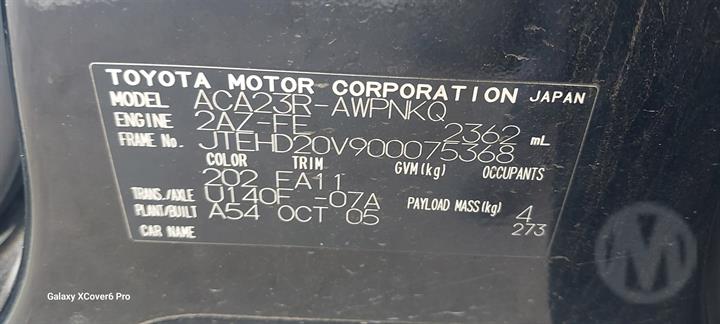 TOYOTA MOTOR CORPORATION JAPAN
MODEL ACA23R-AWPNKQ
ENGINE 2AZ-FE 2362 mL
FRAME No. JTEHD20V900075368
COLOR TRIM GVM(kg) OCCUPANTS
202 FA11
TRANS./AXLE U140F -07A PAYLOAD MASS(kg) 4
PLANT/BUILT A54 OCT 05 273
CAR NAME
Galaxy XCover6 Pro
M